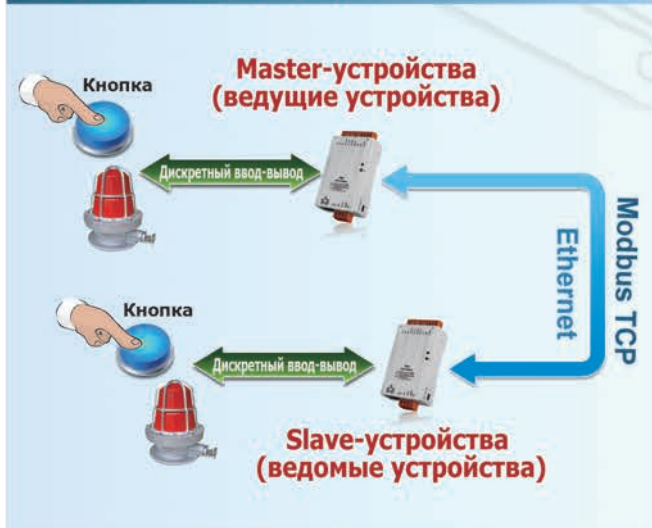 Master-устройства
(ведущие устройства)
Кнопка
Дискретный ввод-вывод
Modbus TCP
Ethernet
Кнопка
Дискретный ввод-вывод
Slave-устройства
(ведомые устройства)